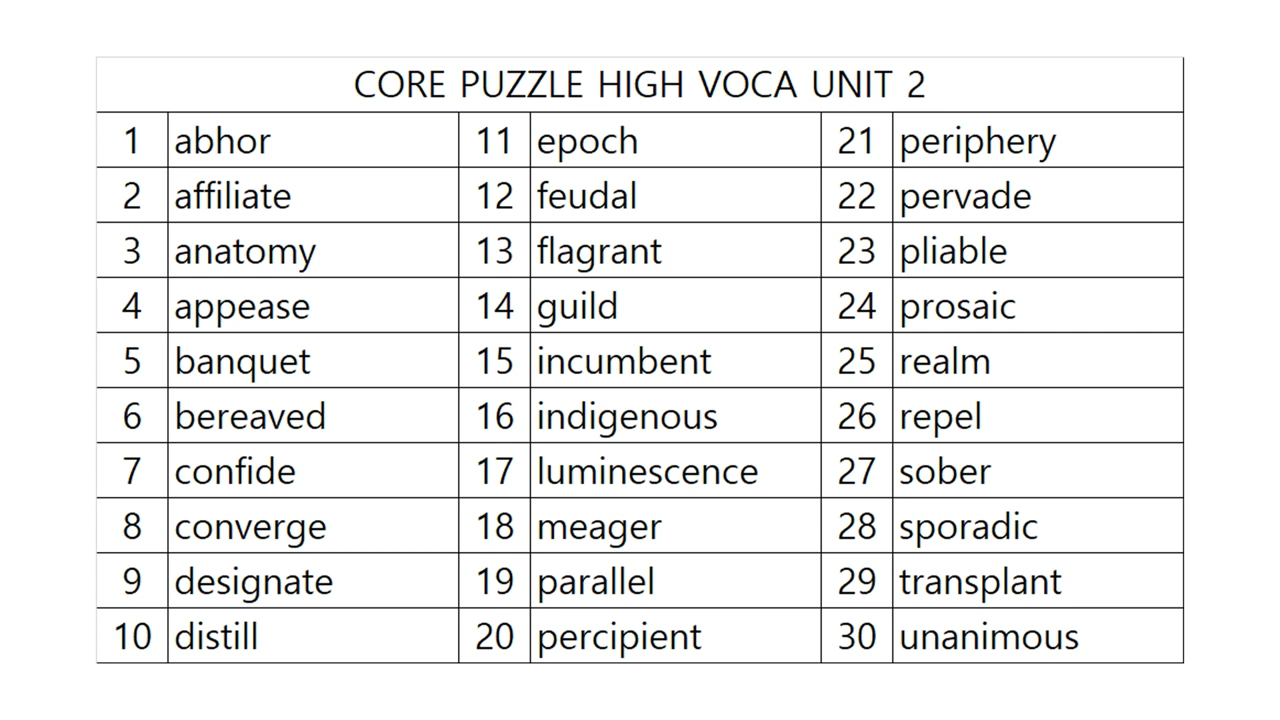 CORE PUZZLE HIGH VOCA UNIT 2
1 abhor 11 epoch 21 periphery
2 affiliate 12 feudal 22 pervade
3 anatomy 13 flagrant 23 pliable
4 appease 14 guild 24 prosaic
5 banquet 15 incumbent 25 realm
6 bereaved 16 indigenous 26 repel
7 confide 17 luminescence 27 sober
8 converge 18 meager 28 sporadic
9 designate 19 parallel 29 transplant
10 distill 20 percipient 30 unanimous